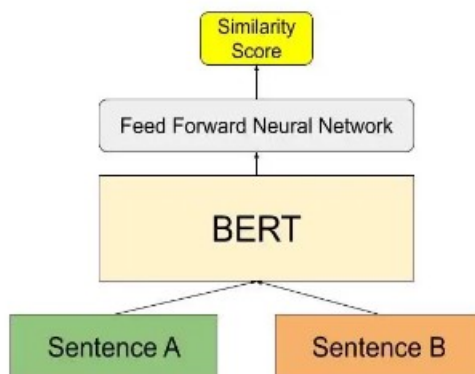 Similarity
Score
Feed Forward Neural Network
BERT
Sentence A
Sentence B